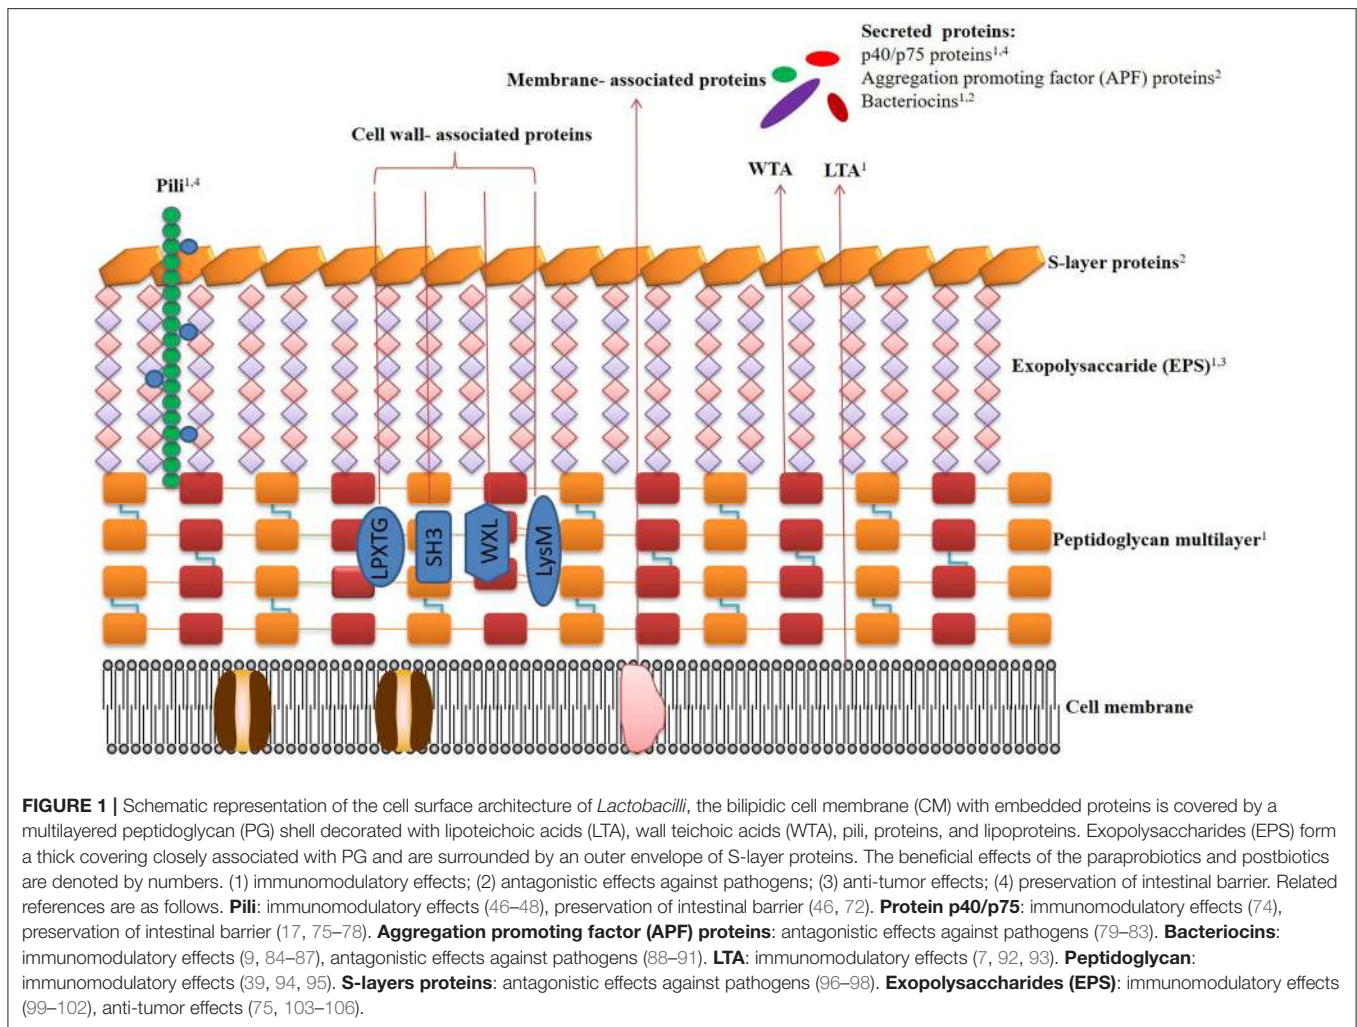 Secreted proteins:
p40/p75 proteins1,4
Aggregation promoting factor (APF) proteins2
Bacteriocins1,2
Membrane- associated proteins
Cell wall- associated proteins
WTA
LTA1
Pili1,4
S-layer proteins2
Exopolysaccaride (EPS)1,3
LPXTG
SH3
WXL
LysM
Peptidoglycan multilayer1
Cell membrane
FIGURE 1 | Schematic representation of the cell surface architecture of Lactobacilli, the bilipidic cell membrane (CM) with embedded proteins is covered by a
multilayered peptidoglycan (PG) shell decorated with lipoteichoic acids (LTA), wall teichoic acids (WTA), pili, proteins, and lipoproteins. Exopolysaccharides (EPS) form
a thick covering closely associated with PG and are surrounded by an outer envelope of S-layer proteins. The beneficial effects of the paraprobiotics and postbiotics
are denoted by numbers. (1) immunomodulatory effects; (2) antagonistic effects against pathogens; (3) anti-tumor effects; (4) preservation of intestinal barrier. Related
references are as follows. Pili: immunomodulatory effects (46–48), preservation of intestinal barrier (46, 72). Protein p40/p75: immunomodulatory effects (74),
preservation of intestinal barrier (17, 75–78). Aggregation promoting factor (APF) proteins: antagonistic effects against pathogens (79–83). Bacteriocins:
immunomodulatory effects (9, 84–87), antagonistic effects against pathogens (88–91). LTA: immunomodulatory effects (7, 92, 93). Peptidoglycan:
immunomodulatory effects (39, 94, 95). S-layers proteins: antagonistic effects against pathogens (96–98). Exopolysaccharides (EPS): immunomodulatory effects
(99–102), anti-tumor effects (75, 103–106).